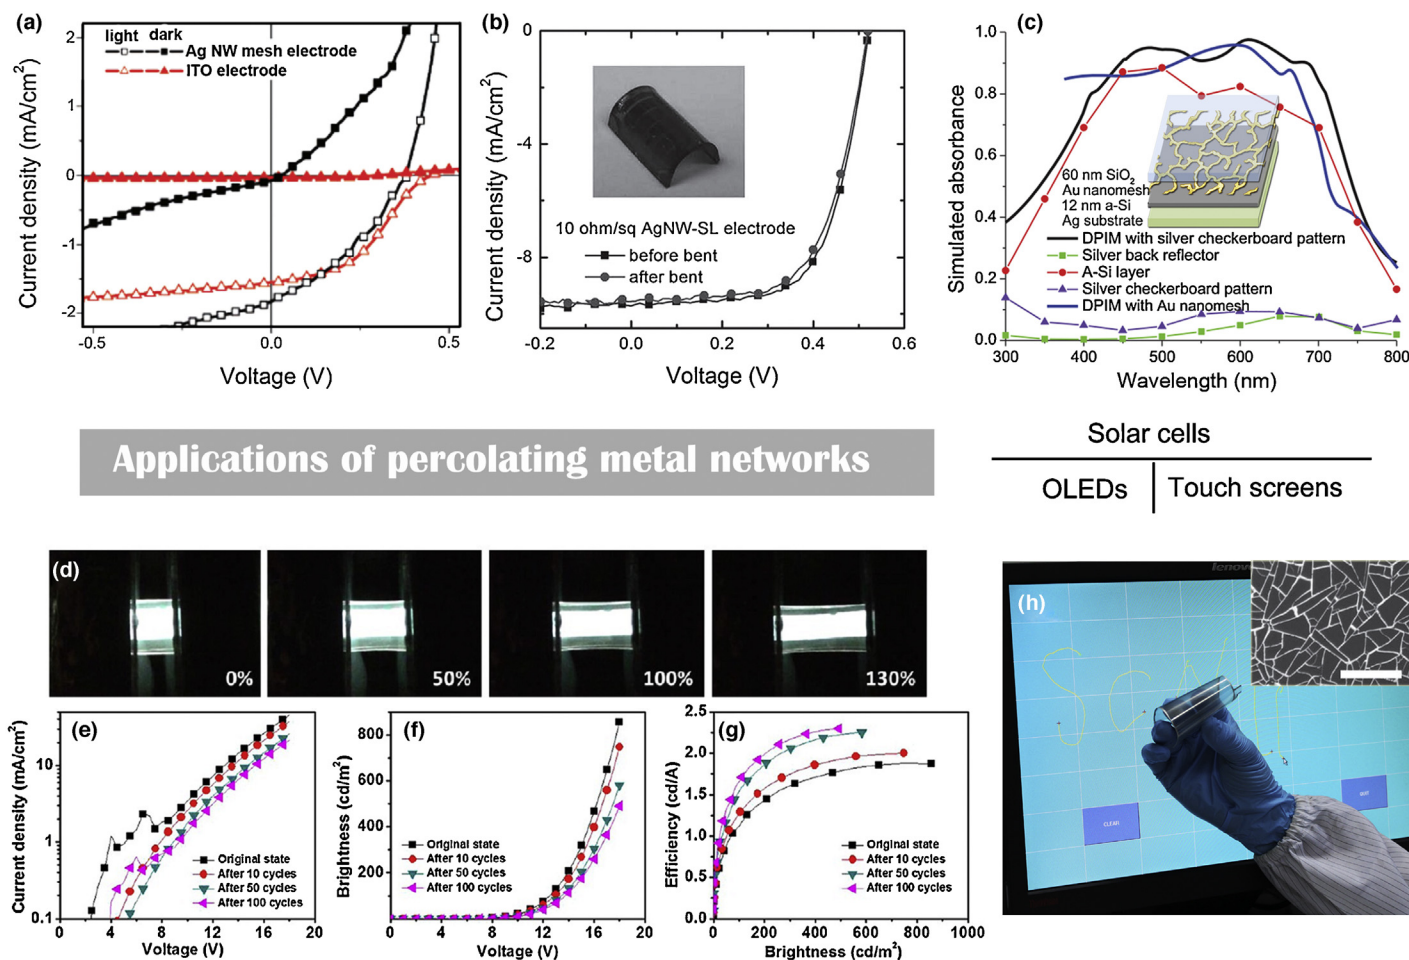 (a)
light dark
Ag NW mesh electrode
ITO electrode
2
1
0
-1
-2
-0.5
0.0
0.5
Current density (mA/cm²)
Voltage (V)
(b)
0
-4
-8
10 ohm/sq AgNW-SL electrode
before bent
after bent
-0.2
0.0
0.2
0.4
0.6
Current density (mA/cm²)
Voltage (V)
(c)
1.0
0.8
0.6
0.4
0.2
0.0
60 nm SiO₂
Au nanomesh
12 nm a-Si
Ag substrate
DPIM with silver checkerboard pattern
Silver back reflector
A-Si layer
Silver checkerboard pattern
DPIM with Au nanomesh
300
400
500
600
700
800
Simulated absorbance
Wavelength (nm)
Applications of percolating metal networks
Solar cells
OLEDs
Touch screens
(d)
0%
50%
100%
130%
(e)
10
1
0.1
Original state
After 10 cycles
After 50 cycles
After 100 cycles
0
4
8
12
16
20
Current density (mA/cm²)
Voltage (V)
(f)
800
600
400
200
Original state
After 10 cycles
After 50 cycles
After 100 cycles
0
4
8
12
16
20
Brightness (cd/m²)
Voltage (V)
(g)
2.5
2.0
1.5
1.0
0.5
0.0
Original state
After 10 cycles
After 50 cycles
After 100 cycles
0
200
400
600
800
1000
Efficiency (cd/A)
Brightness (cd/m²)
(h)
lenovo
CLEAR